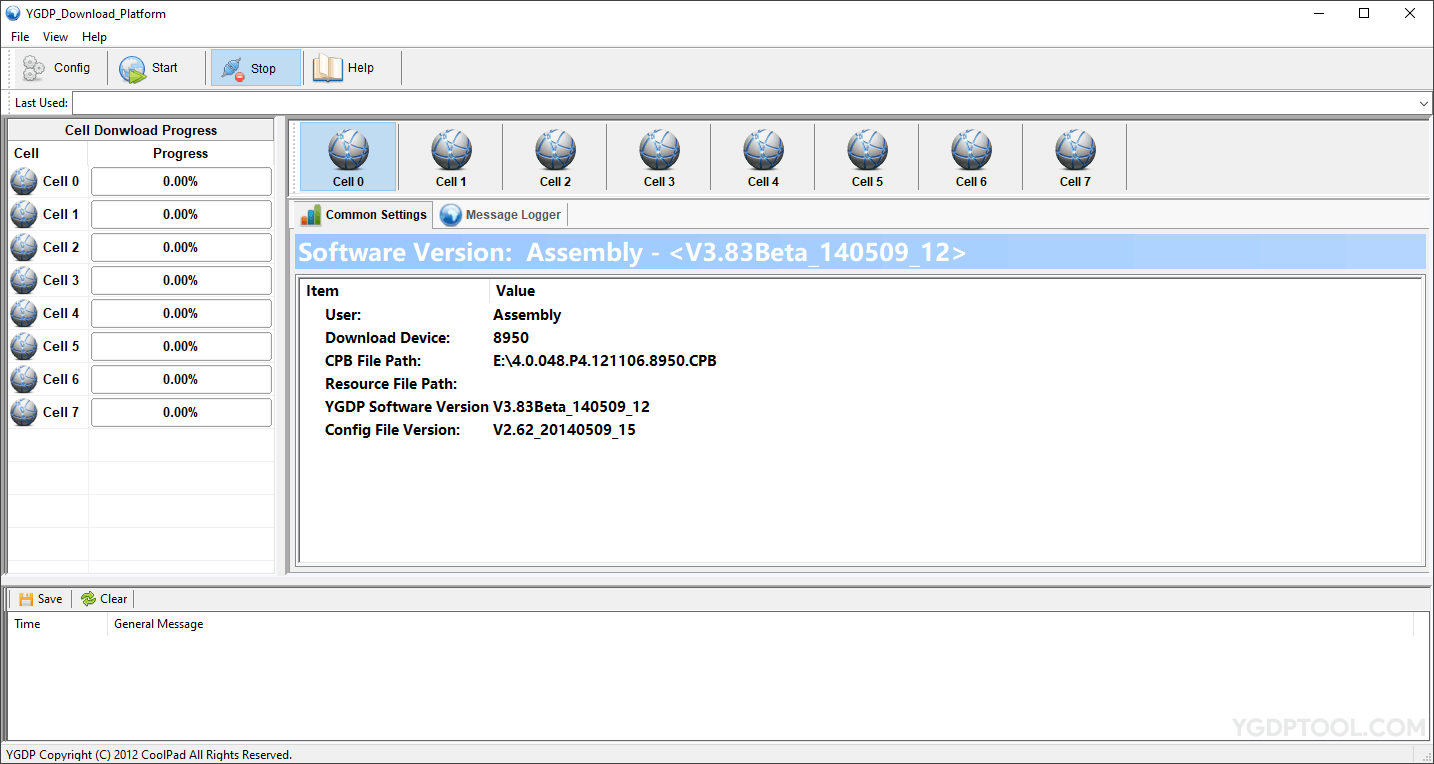 YGDP_Download_Platform
File View Help
Config Start Stop Help
Last Used:
Cell Donwload Progress
Cell Progress
Cell 0 0.00%
Cell 1 0.00%
Cell 2 0.00%
Cell 3 0.00%
Cell 4 0.00%
Cell 5 0.00%
Cell 6 0.00%
Cell 7 0.00%
Cell 0 Cell 1 Cell 2 Cell 3 Cell 4 Cell 5 Cell 6 Cell 7
Common Settings Message Logger
Software Version: Assembly - <V3.83Beta_140509_12>
Item Value
User: Assembly
Download Device: 8950
CPB File Path: E:\4.0.048.P4.121106.8950.CPB
Resource File Path:
YGDP Software Version V3.83Beta_140509_12
Config File Version: V2.62_20140509_15
Save Clear
Time General Message
YGDPTOOL.COM
YGDP Copyright (C) 2012 CoolPad All Rights Reserved.